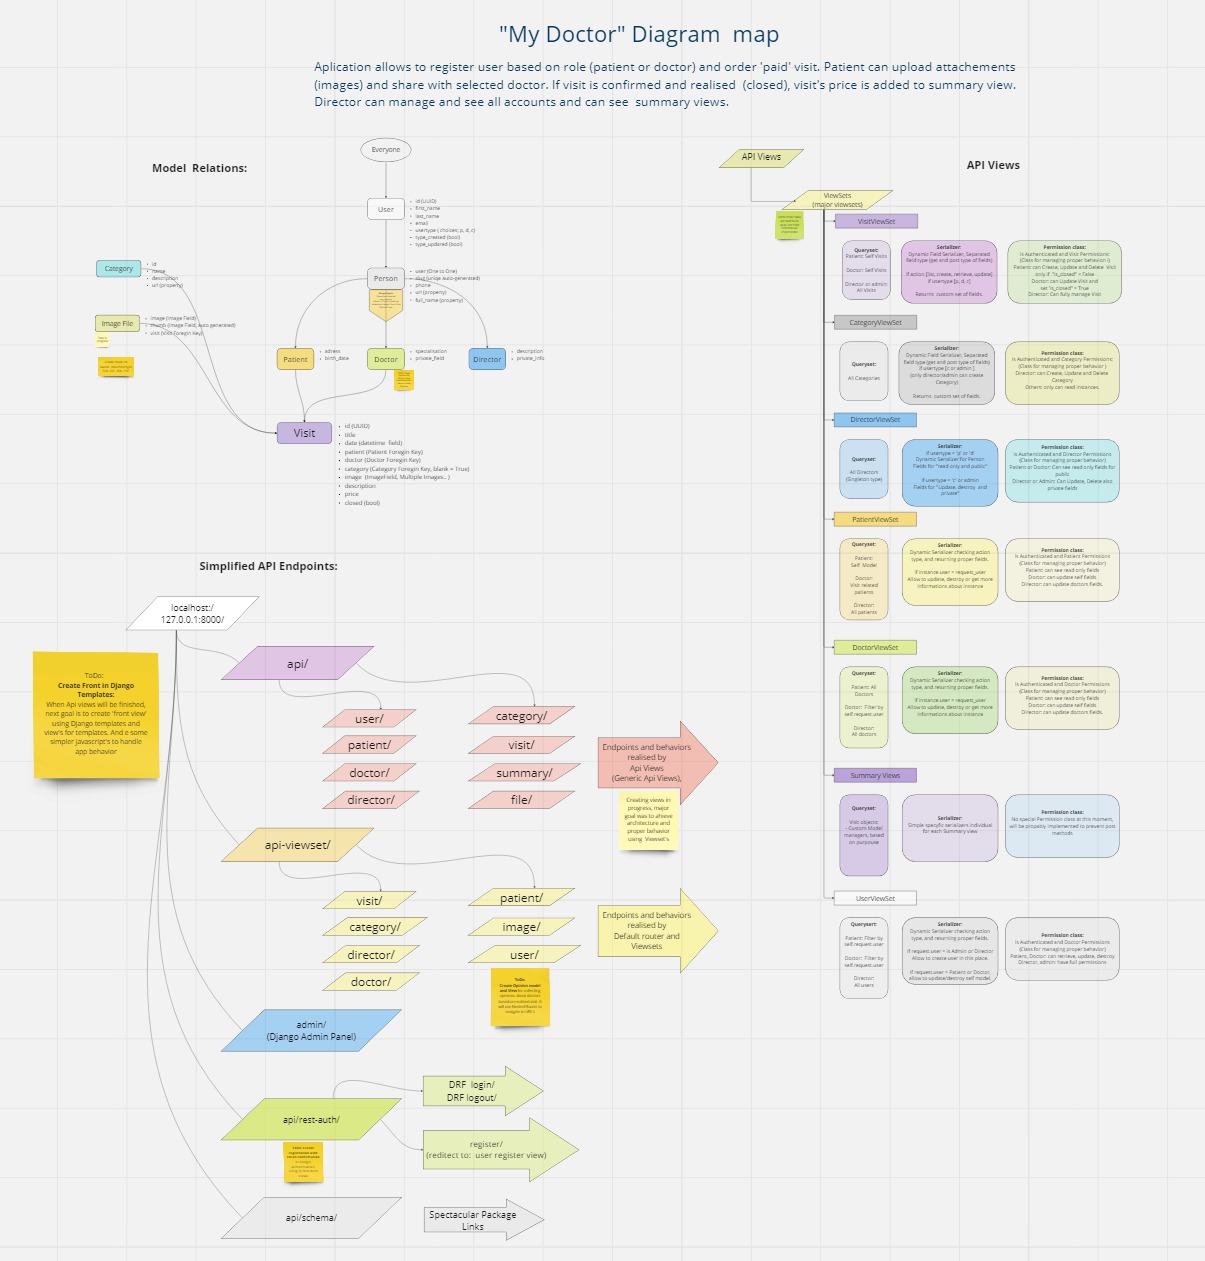 "My Doctor" Diagram  map
Aplication allows to register user based on role (patient or doctor) and order 'paid' visit. Patient can upload attachements
(images) and share with selected doctor. If visit is confirmed and realised  (closed), visit's price is added to summary view.
Director can manage and see all accounts and can see  summary views.
Model  Relations:
Everyone
User
id (UUID)
first_name
last_name
email
usertype ( choices; p, d, c)
type_created (bool)
type_updated (bool)
Category
id
name
description
url (property)
Person
user (One to One)
slug (uniqe auto-generated)
phone
url (property)
full_name (property)
Image File
image (Image Field)
thumb (Image Field, auto generated)
visit (Visit Foregin Key)
Patient
adress
birth_date
Doctor
specialisation
private_field
Director
description
private_info
Visit
id (UUID)
title
date (datetime  field)
patient (Patient Foregin Key)
doctor (Doctor Foregin Key)
category (Category Foregin Key, blank = True)
image  (ImageField, Multiple Images.. )
description
price
closed (bool)
API Views
API Views
ViewSets
(major viewsets)
VisitViewSet
Queryset:
Patient: Self Visits
Doctor: Self Visits
Director or admin:
All Visits
Serializer:
Dynamic Field Serializer, Separated
field type (get and post type of fields)
If action [list, create, retrieve, update]
if usertype [p, d, c]:
Returns  custom set of fields.
Permission class:
Is Authenticated and Visit Permissions:
(Class for managing proper behavior )
Patient: can Create, Update and Delete  Visit
only if "is_closed" = False
Doctor: can Update Visit and
set "is_closed" = True
Director: Can fully manage Visit
CategoryViewSet
Queryset:
All Categories
Serializer:
Dynamic Field Serializer, Separated
field type (get and post type of fields)
if usertype [c or admin ]
(only director/admin can create
Category)
Returns  custom set of fields.
Permission class:
Is Authenticated and Category Permissions:
(Class for managing proper behavior )
Director: can Create, Update and Delete
Category
Others: only can read instances.
DirectorViewSet
Queryset:
All Directors
(Singleton type)
Serializer:
If usertype = 'p' or 'd'
Dynamic Serializer for Person
Fields for "read only and public"
If usertype = 'c' or admin
Fields for "Update, destroy  and
private"
Permission class:
Is Authenticated and Director Permissions
(Class for managing proper behavior)
Patient or Doctor: Can see read only fields for
public
Director or Admin: Can Update, Delete also
private fields
PatientViewSet
Queryset:
Patient:
Self  Model
Doctor:
Visit related
patients
Director:
All patients
Serializer:
Dynamic Serializer checking action
type, and returning proper fields.
If instance.user = request_user
Allow to update, destroy or get more
informations about instance
Permission class:
Is Authenticated and Patient Permissions
(Class for managing proper behavior)
Patient: can see read only fields
Doctor: can update self fields
Director: can update doctors fields.
DoctorViewSet
Queryset:
Patient: All
Doctors
Doctor:  Filter by
self request.user
Director:
All doctors
Serializer:
Dynamic Serializer checking action
type, and returning proper fields.
If instance.user = request_user
Allow to update, destroy or get more
informations about instance
Permission class:
Is Authenticated and Doctor Permissions
(Class for managing proper behavior)
Patient: can see read only fields
Doctor: can update self fields
Director: can update doctors fields.
Summary Views
Queryset:
Visit objects:
- Custom Model
managers, based
on purpouse
Serializer:
Simple specyfic serializers individual
for each Summary view
Permission class:
No special Permission class at this moment,
will be propably implemented to prevent post
methods
UserViewSet
Querysert:
Patient: Filter by
self request.user
Doctor:  Filter by
self request.user
Director:
All users
Serializer:
Dynamic Serializer checking action
type, and returning proper fields.
If request.user = is Admin or Director
Allow to create user in this place.
If request.user = Patient or Doctor,
allow to update/destroy self model.
Permission class:
Is Authenticated and Doctor Permissions
(Class for managing proper behavior)
Patient, Doctor: can retrieve, update, destroy
Director, admin: have full permissions
Simplified API Endpoints:
localhost:/
127.0.0.1:8000/
ToDo:
Create Front in Django
Templates:
When Api views will be finished,
next goal is to create 'front view'
using Django templates and
view's for templates. And e some
simpler javascript's to handle
app behavior
api/
user/
category/
patient/
visit/
doctor/
summary/
director/
file/
Endpoints and behaviors
realised by
Api Views
(Generic Api Views),
Creating views in
progress, major
goal was to ahieve
architecture and
proper behavior
using  Viewset's
api-viewset/
visit/
patient/
category/
image/
director/
user/
doctor/
Endpoints and behaviors
realised by
Default router and
Viewsets
ToDo:
Create Opinion model
and View
admin/
(Django Admin Panel)
api/rest-auth/
DRF  login/
DRF logout/
register/
(reditect to:  user register view)
api/schema/
Spectacular Package
Links